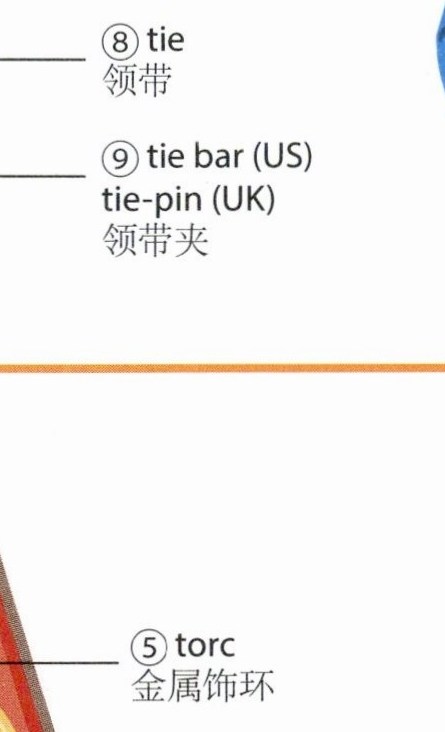 ⑧ tie
领带
⑨ tie bar (US)
tie-pin (UK)
领带夹
⑤ torc
金属饰环